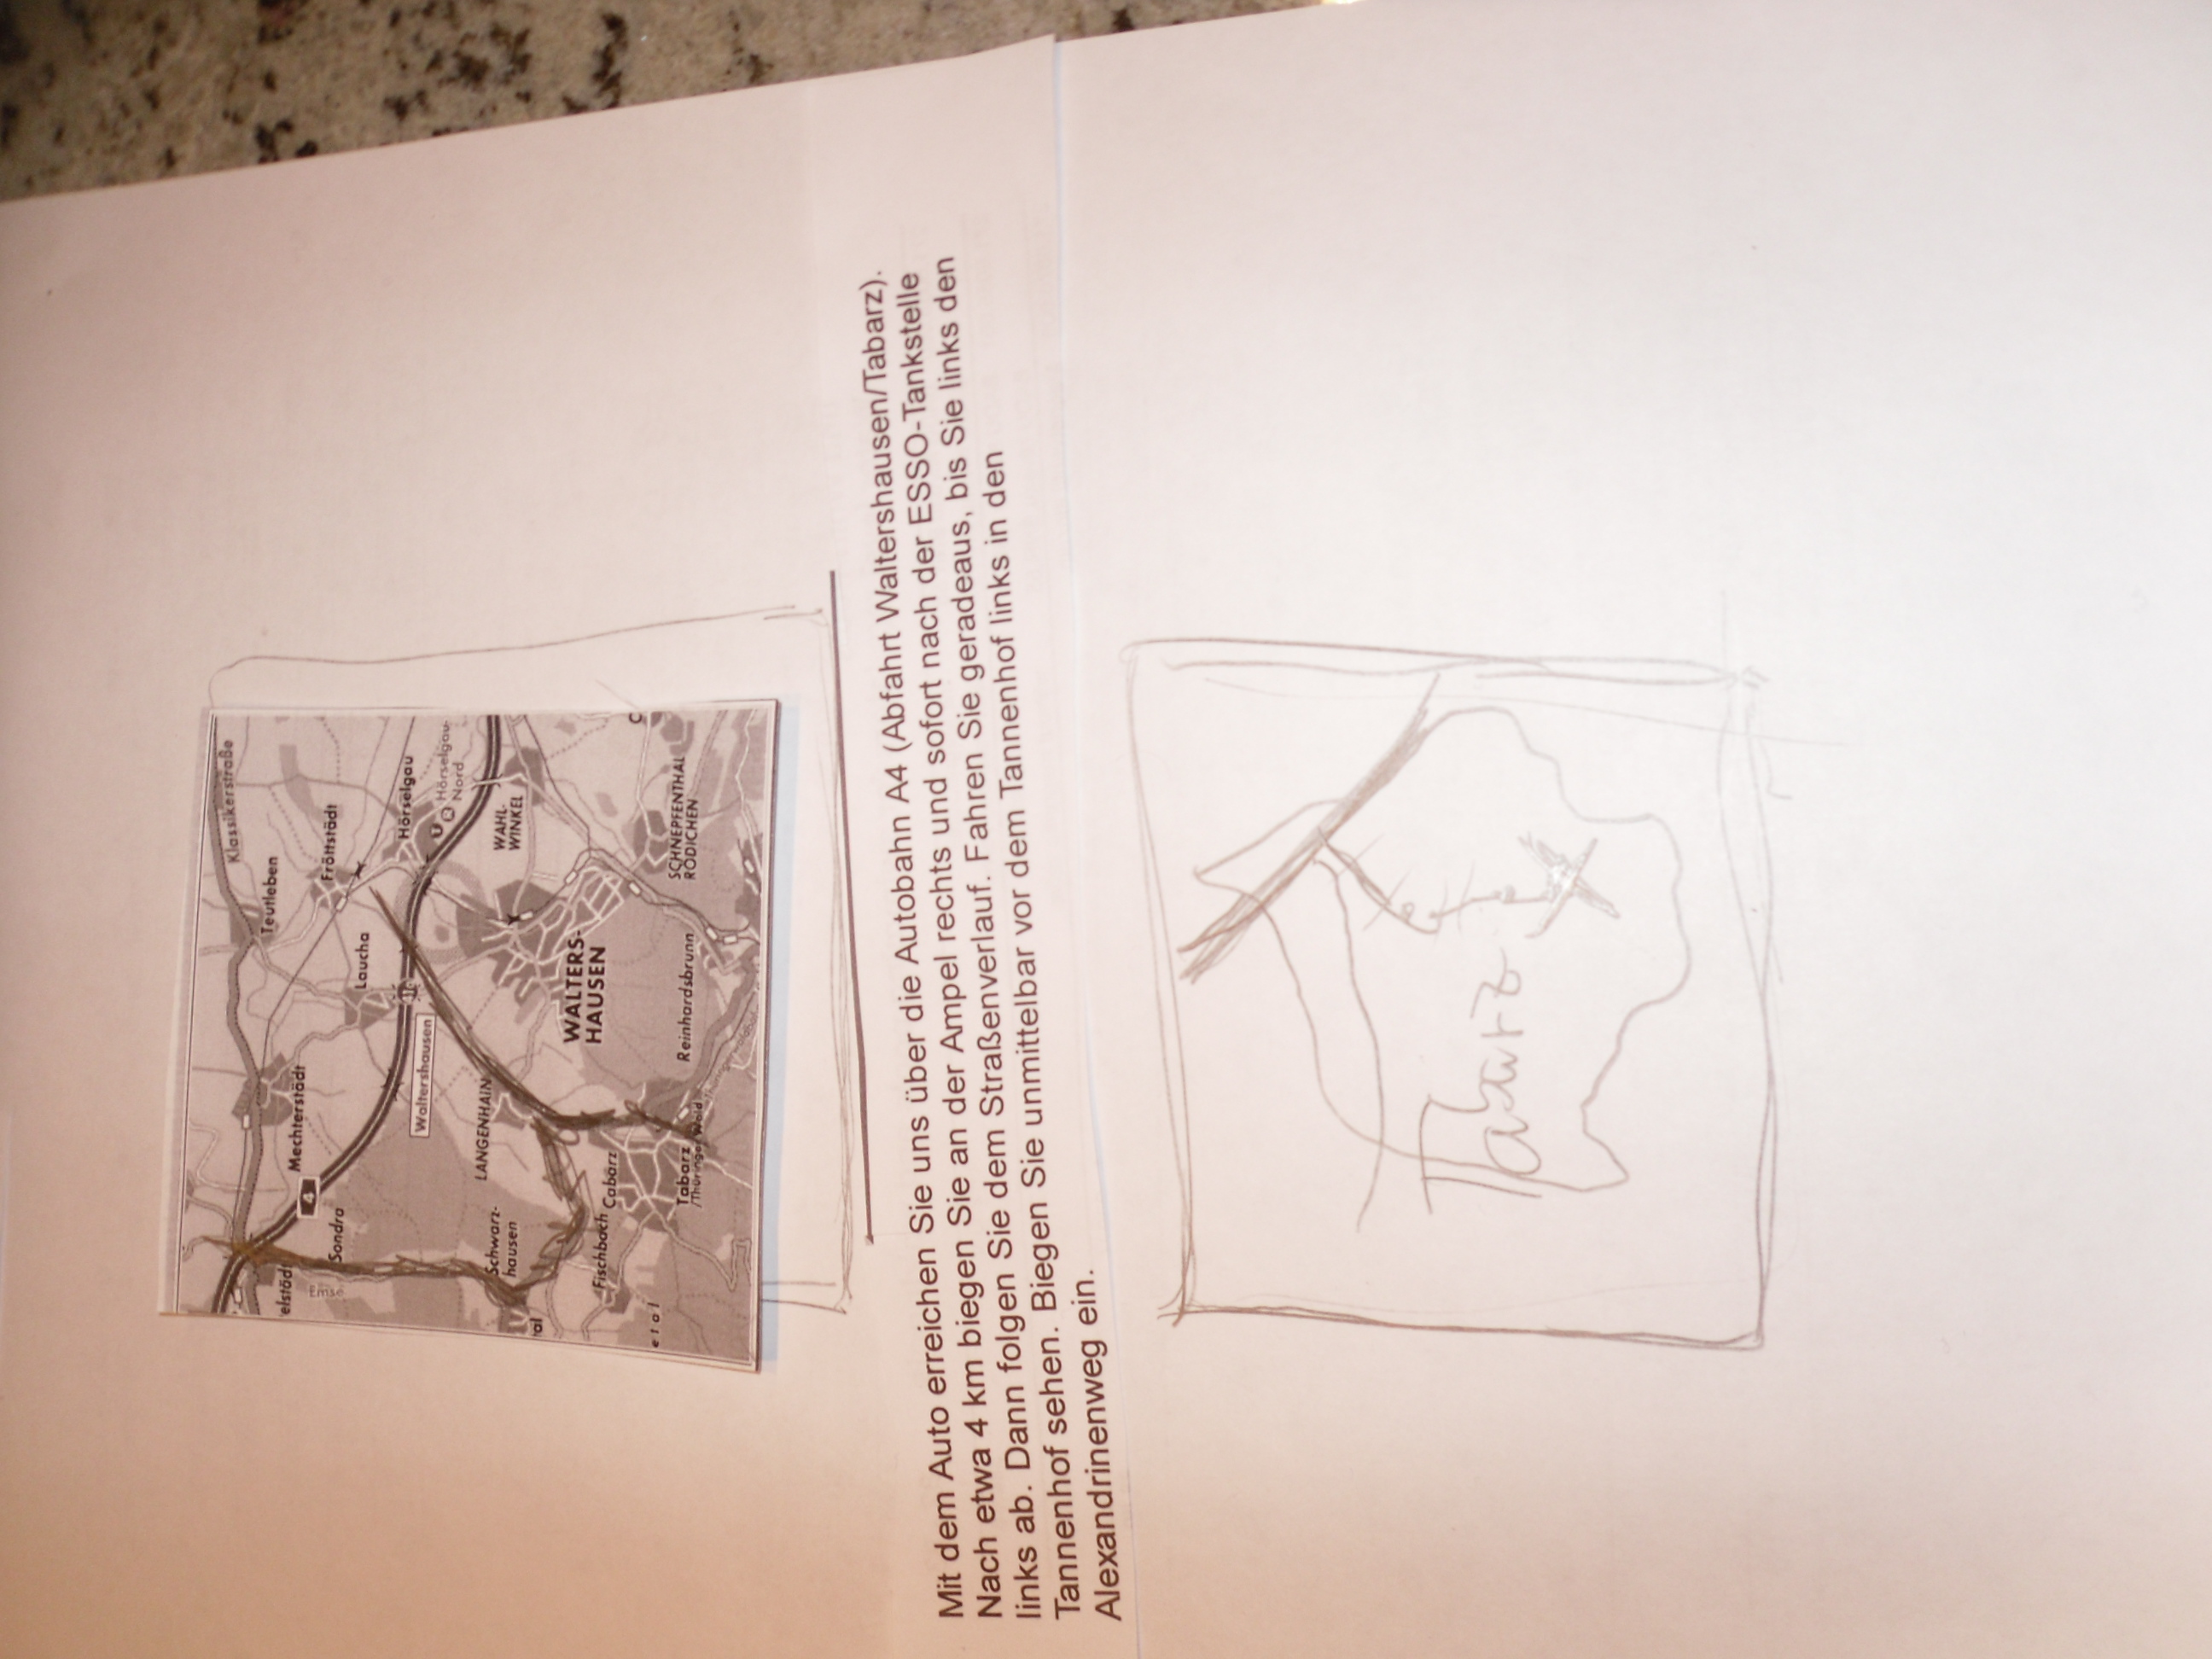 Klassikerstraße
Teutleben
Fröttstädt
Hörselgau
Hörselgau-
Nord
Laucha
Mechterstädt
4
Sondra
Emse
Waltershausen
WAHL-
WINKEL
LANGENHAIN
WALTERS-
HAUSEN
Schwarz-
hausen
SCHNEPFENTHAL
RÖDICHEN
Reinhardsbrunn
Fischbach
Cabarz
Tabarz
/Thüringer Wald
Mit dem Auto erreichen Sie uns über die Autobahn A4 (Abfahrt Waltershausen/Tabarz).
Nach etwa 4 km biegen Sie an der Ampel rechts und sofort nach der ESSO-Tankstelle
links ab. Dann folgen Sie dem Straßenverlauf. Fahren Sie geradeaus, bis Sie links den
Tannenhof sehen. Biegen Sie unmittelbar vor dem Tannenhof links in den
Alexandrinenweg ein.
Tabarz